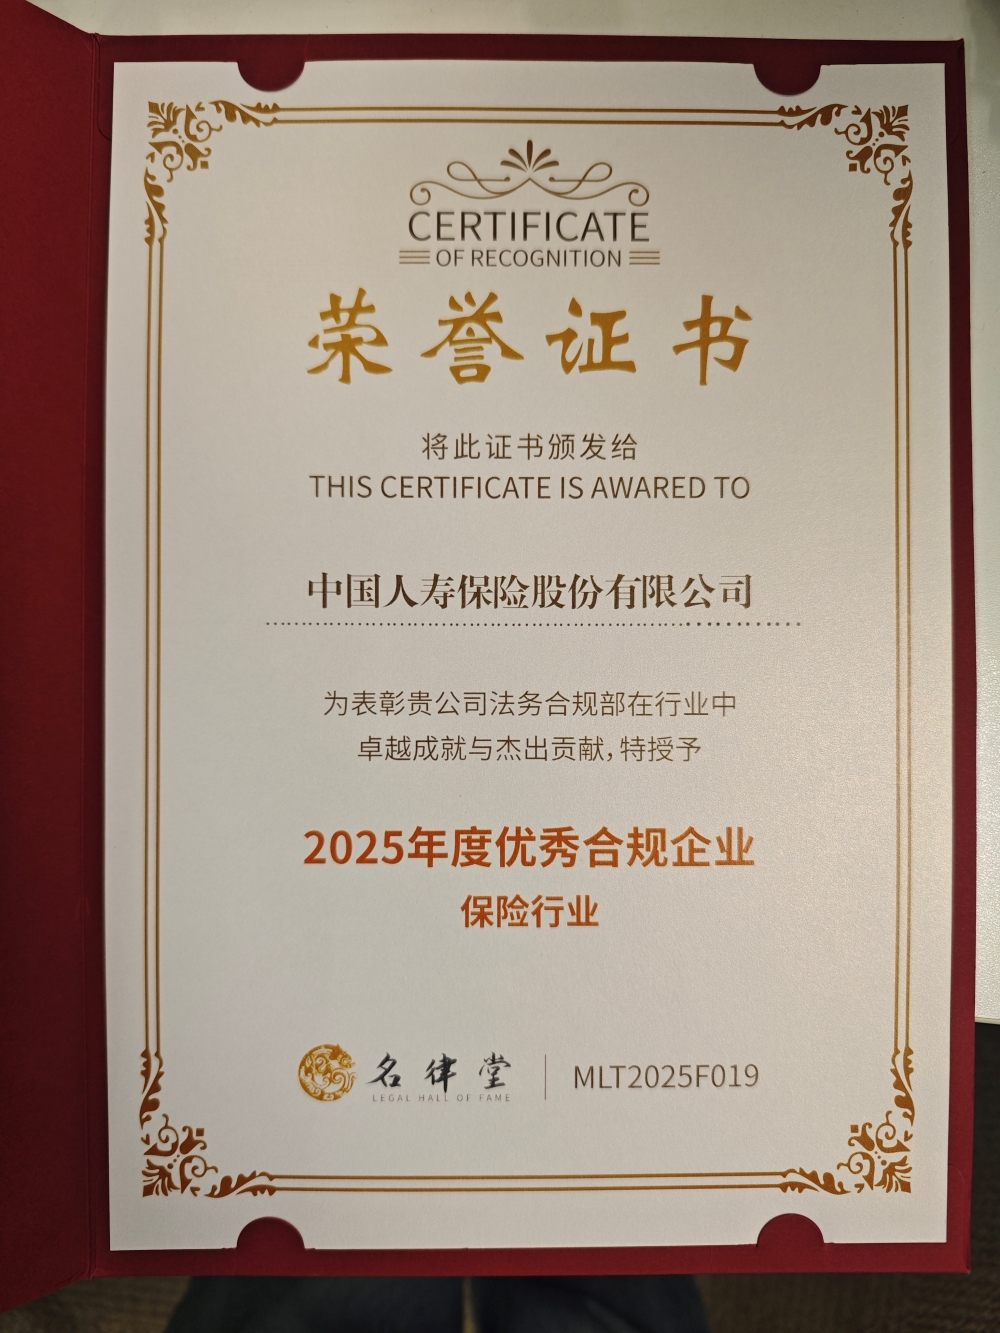 CERTIFICATE
OF RECOGNITION
荣誉证书
将此证书颁发给
THIS CERTIFICATE IS AWARED TO
中国人寿保险股份有限公司
为表彰贵公司法务合规部在行业中
卓越成就与杰出贡献，特授予
2025年度优秀合规企业
保险行业
名律堂
LEGAL HALL OF FAME
MLT2025F019